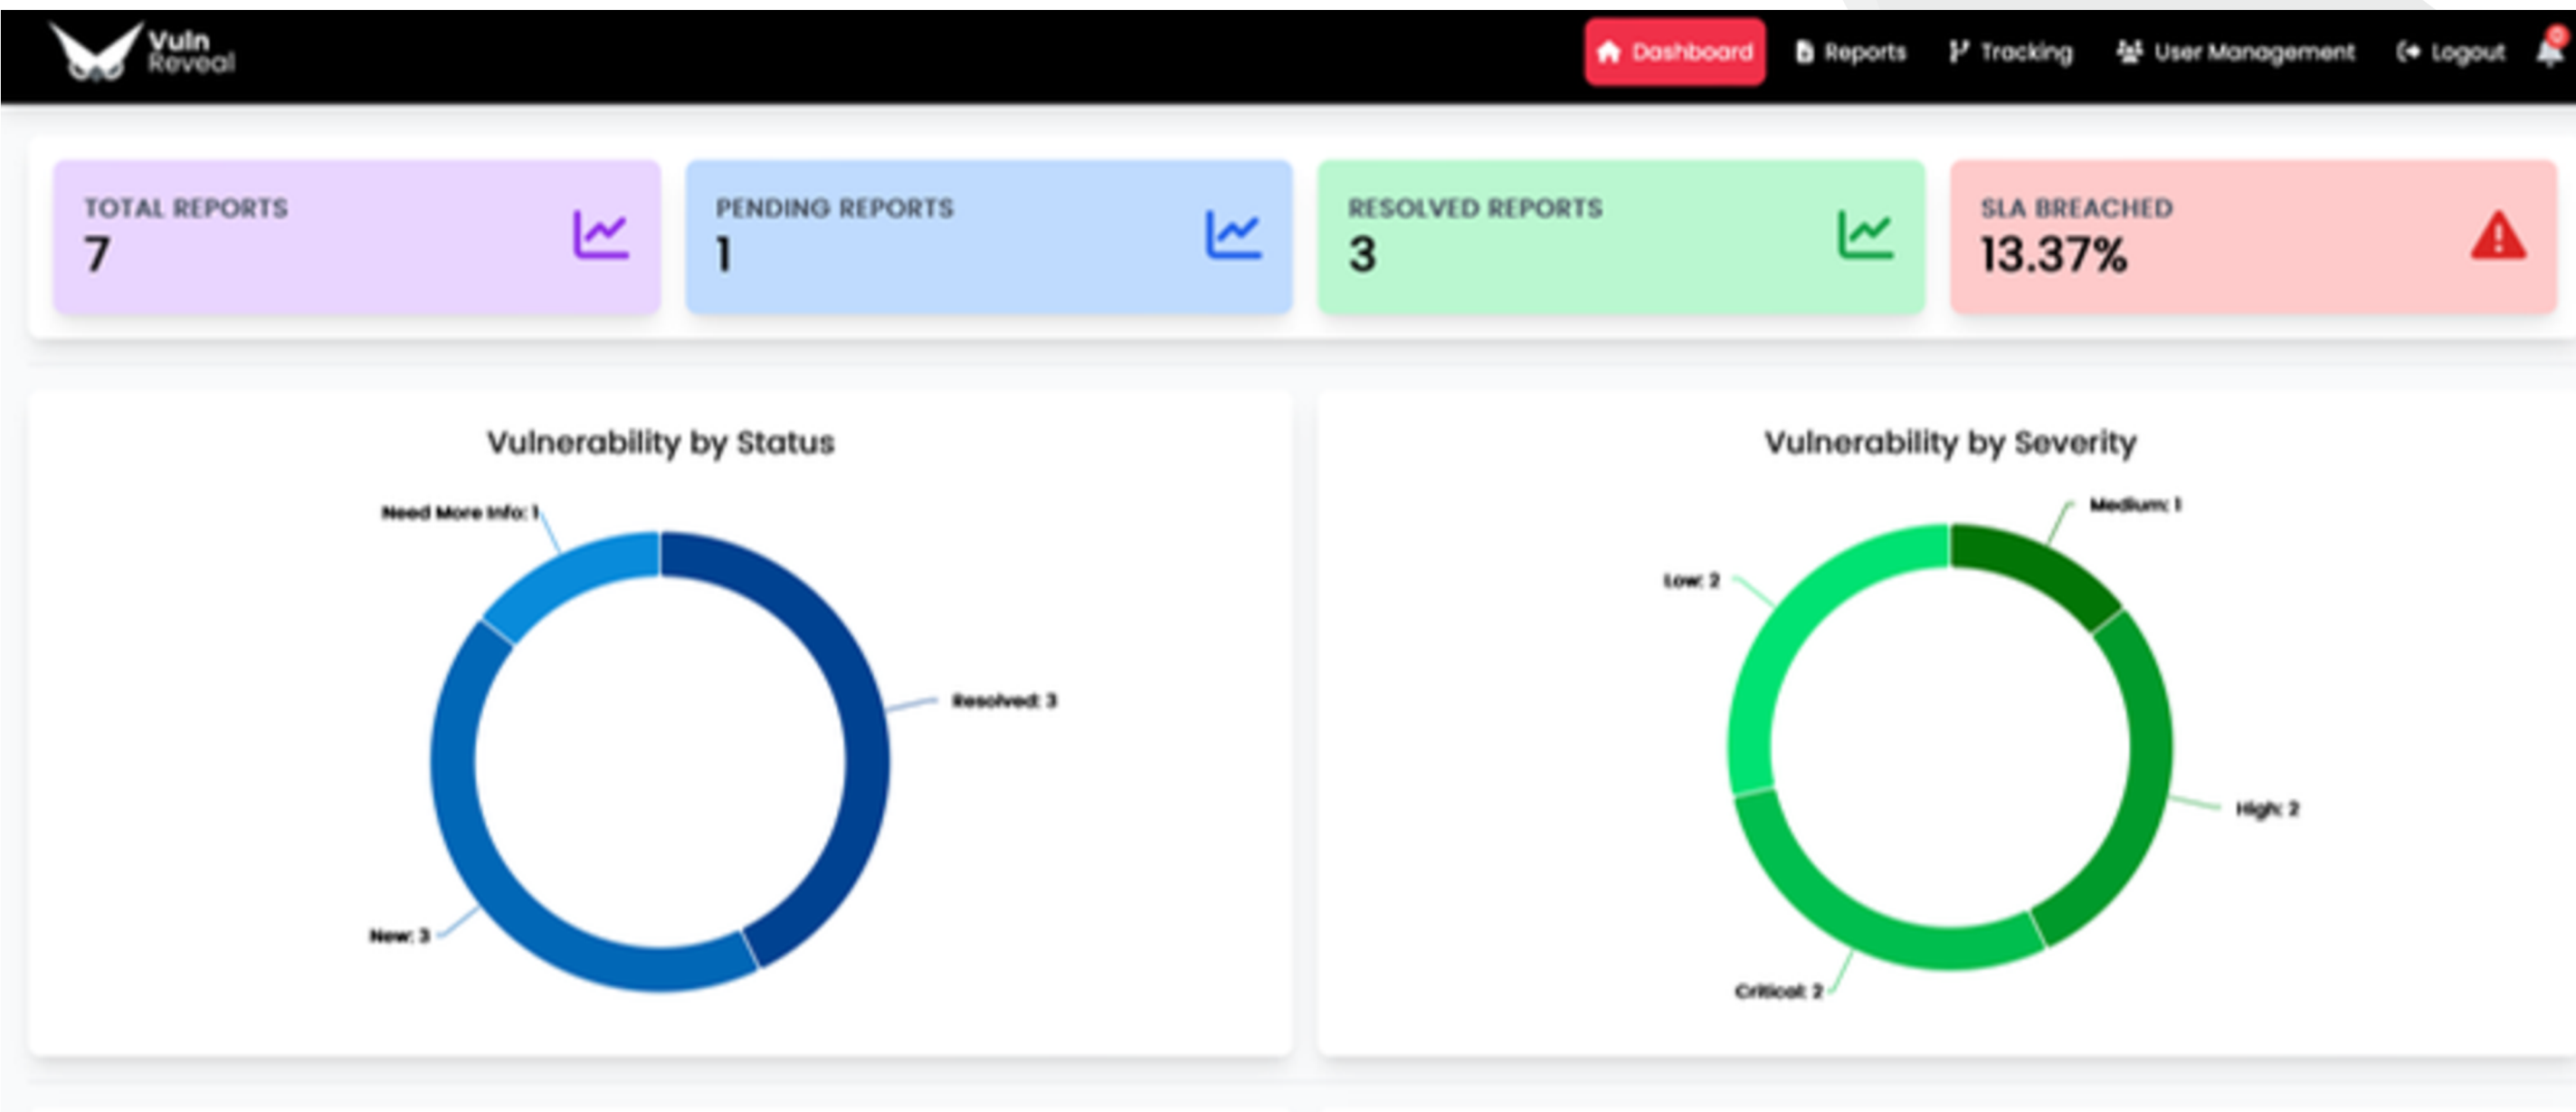 Vuln
Reveal
Dashboard
Reports
Tracking
User Management
Logout
0
TOTAL REPORTS
7
PENDING REPORTS
1
RESOLVED REPORTS
3
SLA BREACHED
13.37%
Vulnerability by Status
Need More Info: 1
Resolved: 3
New: 3
Vulnerability by Severity
Medium: 1
Low: 2
High: 2
Critical: 2